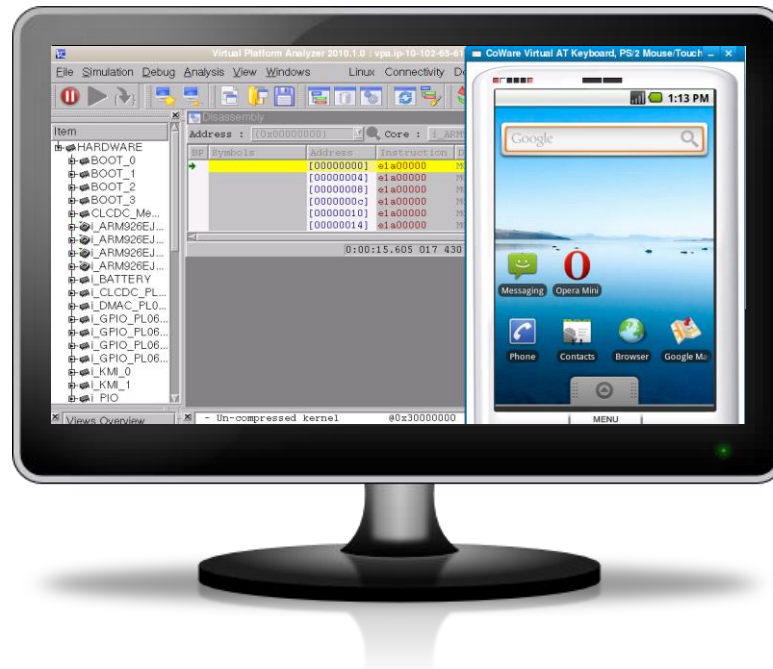 Virtual Platform Analyzer 2010.1.0 : vpa.ip-10-102-65-61
CoWare Virtual AT Keyboard, PS/2 Mouse/Touch
File Simulation Debug Analysis View Windows Linux Connectivity
Disassembly
Item
Address : (0x00000000) Core :
BP Symbols Address Instruction
HARDWARE
BOOT_0
BOOT_1
BOOT_2
BOOT_3
CLCDC_Me...
i_ARM926EJ...
i_ARM926EJ...
i_ARM926EJ...
i_ARM926EJ...
i_BATTERY
i_CLCDC_PL...
i_DMAC_PL0...
i_GPIO_PL06...
i_GPIO_PL06...
i_GPIO_PL06...
i_GPIO_PL06...
i_KMI_0
i_KMI_1
i_PIO
[00000000] e1a00000
[00000004] e1a00000
[00000008] e1a00000
[0000000c] e1a00000
[00000010] e1a00000
[00000014] e1a00000
0:00:15.605 017 430
Views Overview
- Un-compressed kernel @0x30000000
1:13 PM
Google
Messaging Opera Mini
Phone Contacts Browser Google Ma
MENU